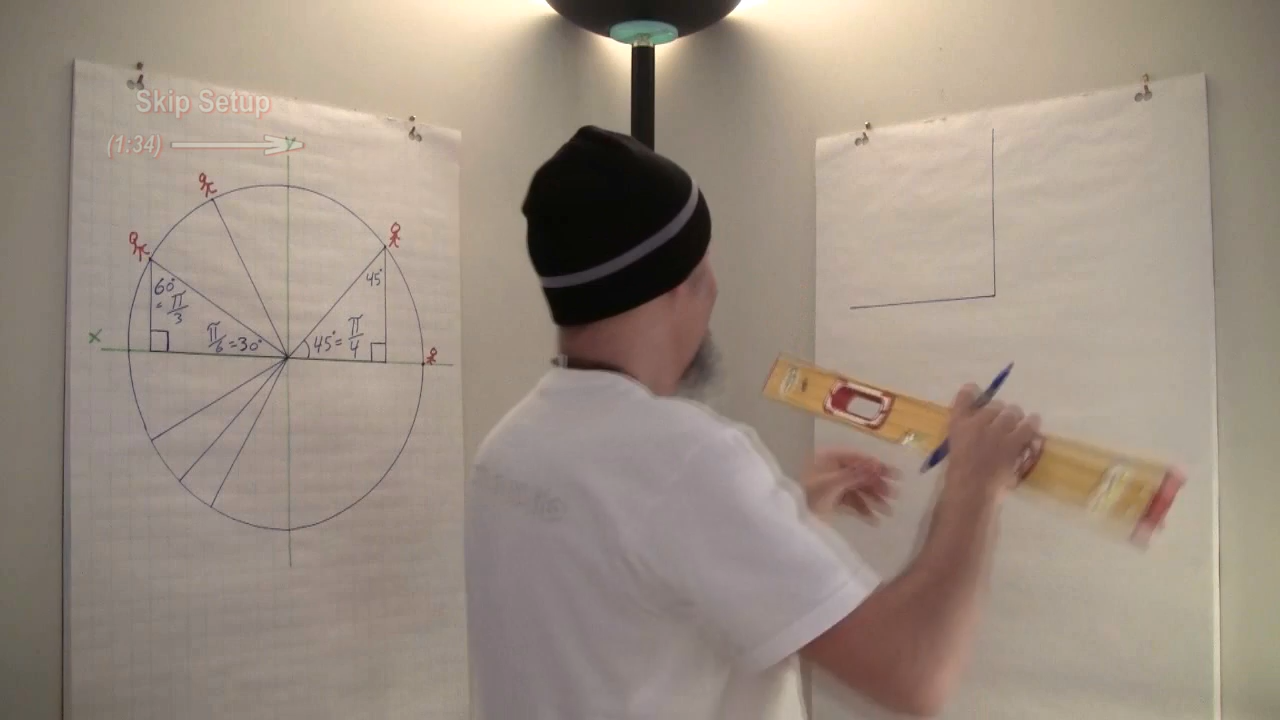 Skip Setup
(1:34)
Y
60°
= π/3
π/6 = 30°
45°
45° = π/4
X